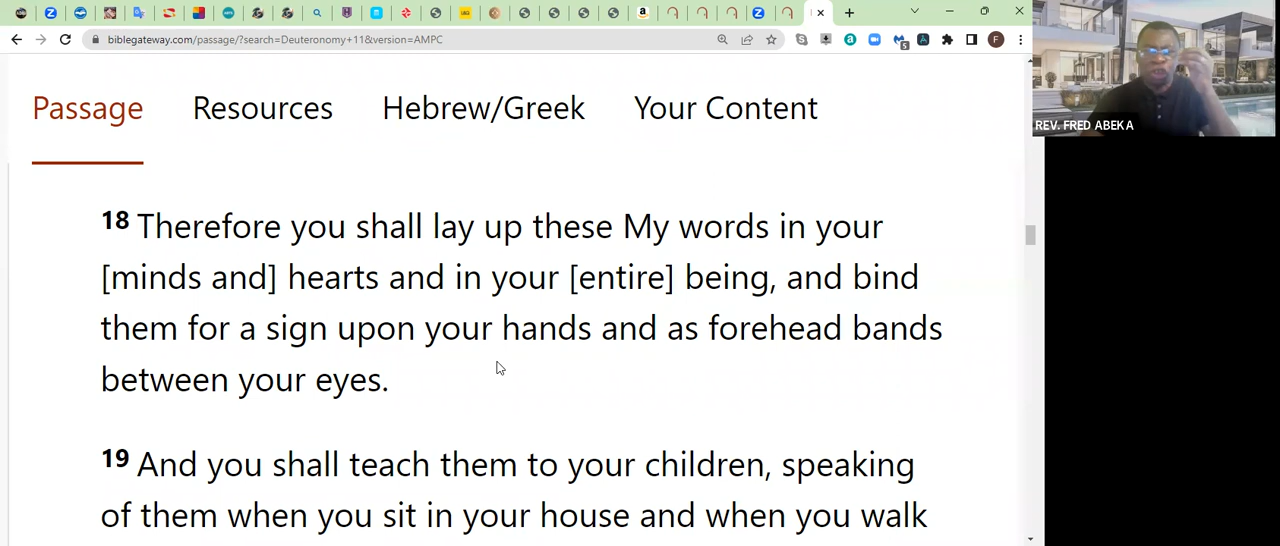 biblegateway.com/passage/?search=Deuteronomy+11&version=AMPC
5
F
REV. FRED ABEKA
Passage Resources Hebrew/Greek Your Content
18 Therefore you shall lay up these My words in your
[minds and] hearts and in your [entire] being, and bind
them for a sign upon your hands and as forehead bands
between your eyes.
19 And you shall teach them to your children, speaking
of them when you sit in your house and when you walk